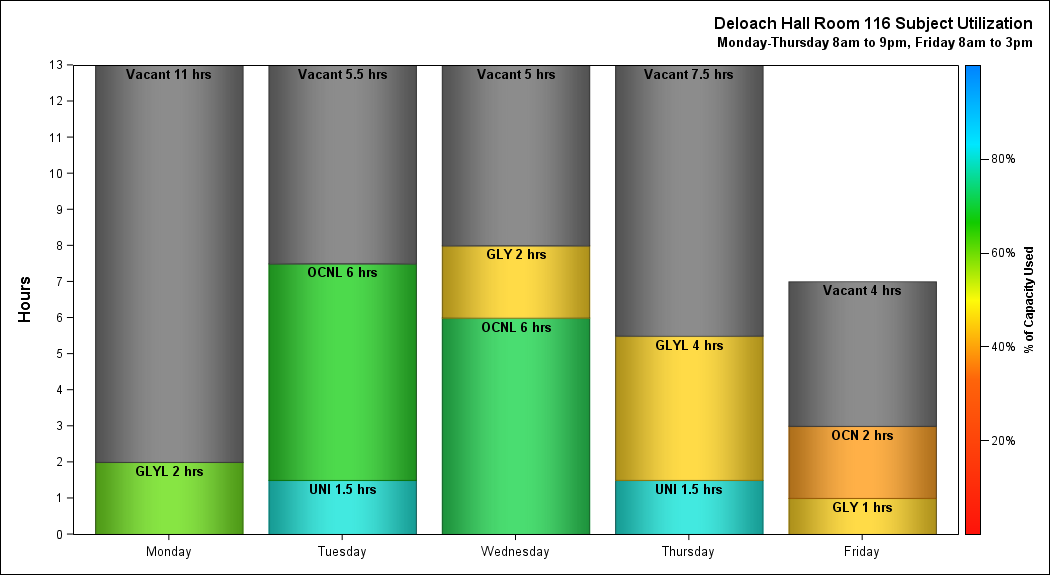 Deloach Hall Room 116 Subject Utilization
Monday-Thursday 8am to 9pm, Friday 8am to 3pm
Hours
13
12
11
10
9
8
7
6
5
4
3
2
1
0
Vacant 11 hrs
GLYL 2 hrs
Vacant 5.5 hrs
OCNL 6 hrs
UNI 1.5 hrs
Vacant 5 hrs
GLY 2 hrs
OCNL 6 hrs
Vacant 7.5 hrs
GLYL 4 hrs
UNI 1.5 hrs
Vacant 4 hrs
OCN 2 hrs
GLY 1 hrs
Monday
Tuesday
Wednesday
Thursday
Friday
80%
60%
40%
20%
% of Capacity Used